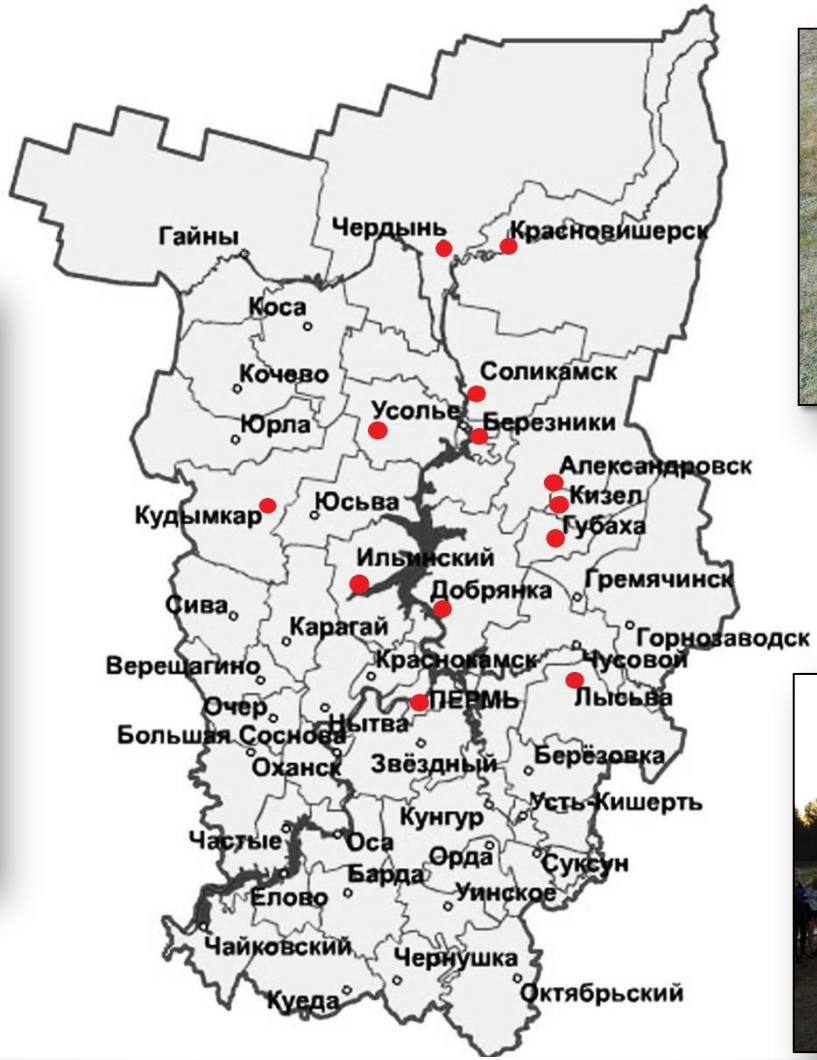 Чердынь
Красновишерск
Гайны
Коса
Соликамск
Кочево
Усолье
Березники
Юрла
Александровск
Кизел
Юсьва
Кудымкар
Губаха
Ильинский
Гремячинск
Добрянка
Сива
Карагай
Горнозаводск
Чусовой
Краснокамск
Верещагино
Лысьва
ПЕРМЬ
Очер
Нытва
Большая Соснова
Берёзовка
Звёздный
Оханск
Усть-Кишерть
Кунгур
Частые
Оса
Орда
Суксун
Барда
Уинское
Елово
Чайковский
Чернушка
Октябрьский
Куеда